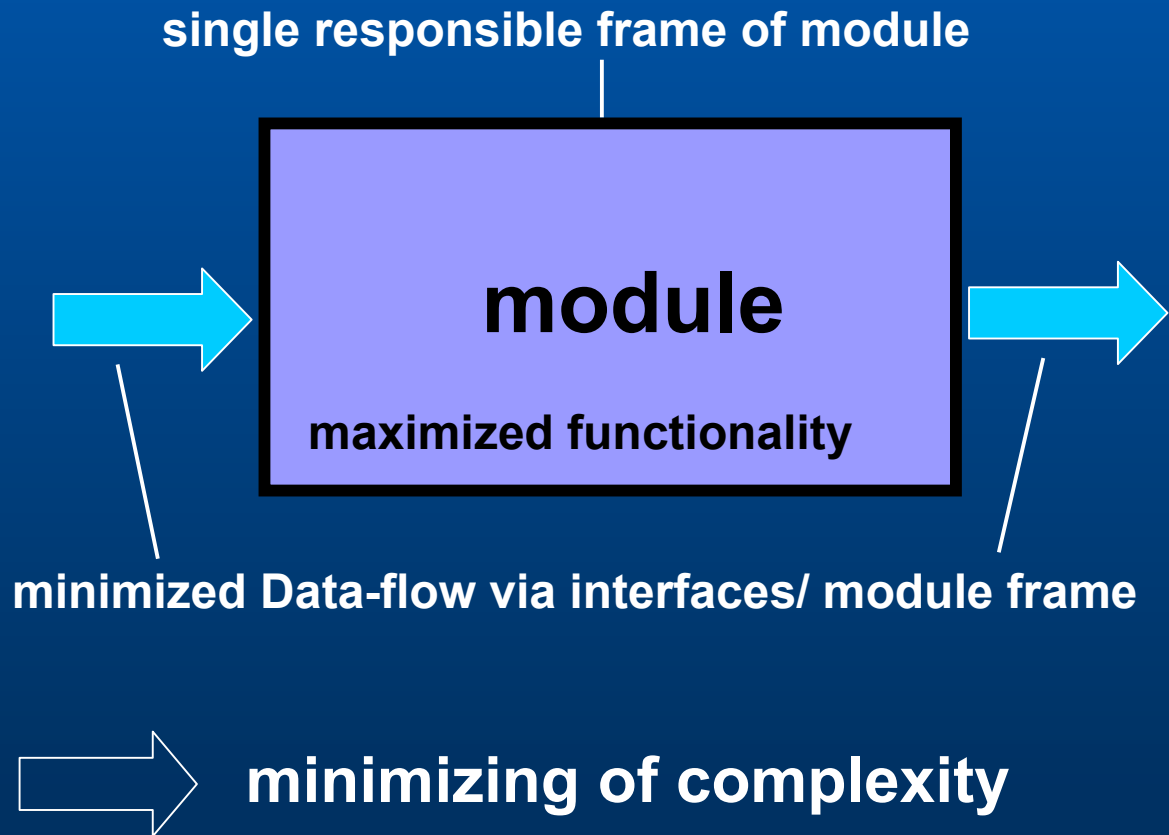 single responsible frame of module
module
maximized functionality
minimized Data-flow via interfaces/ module frame
minimizing of complexity